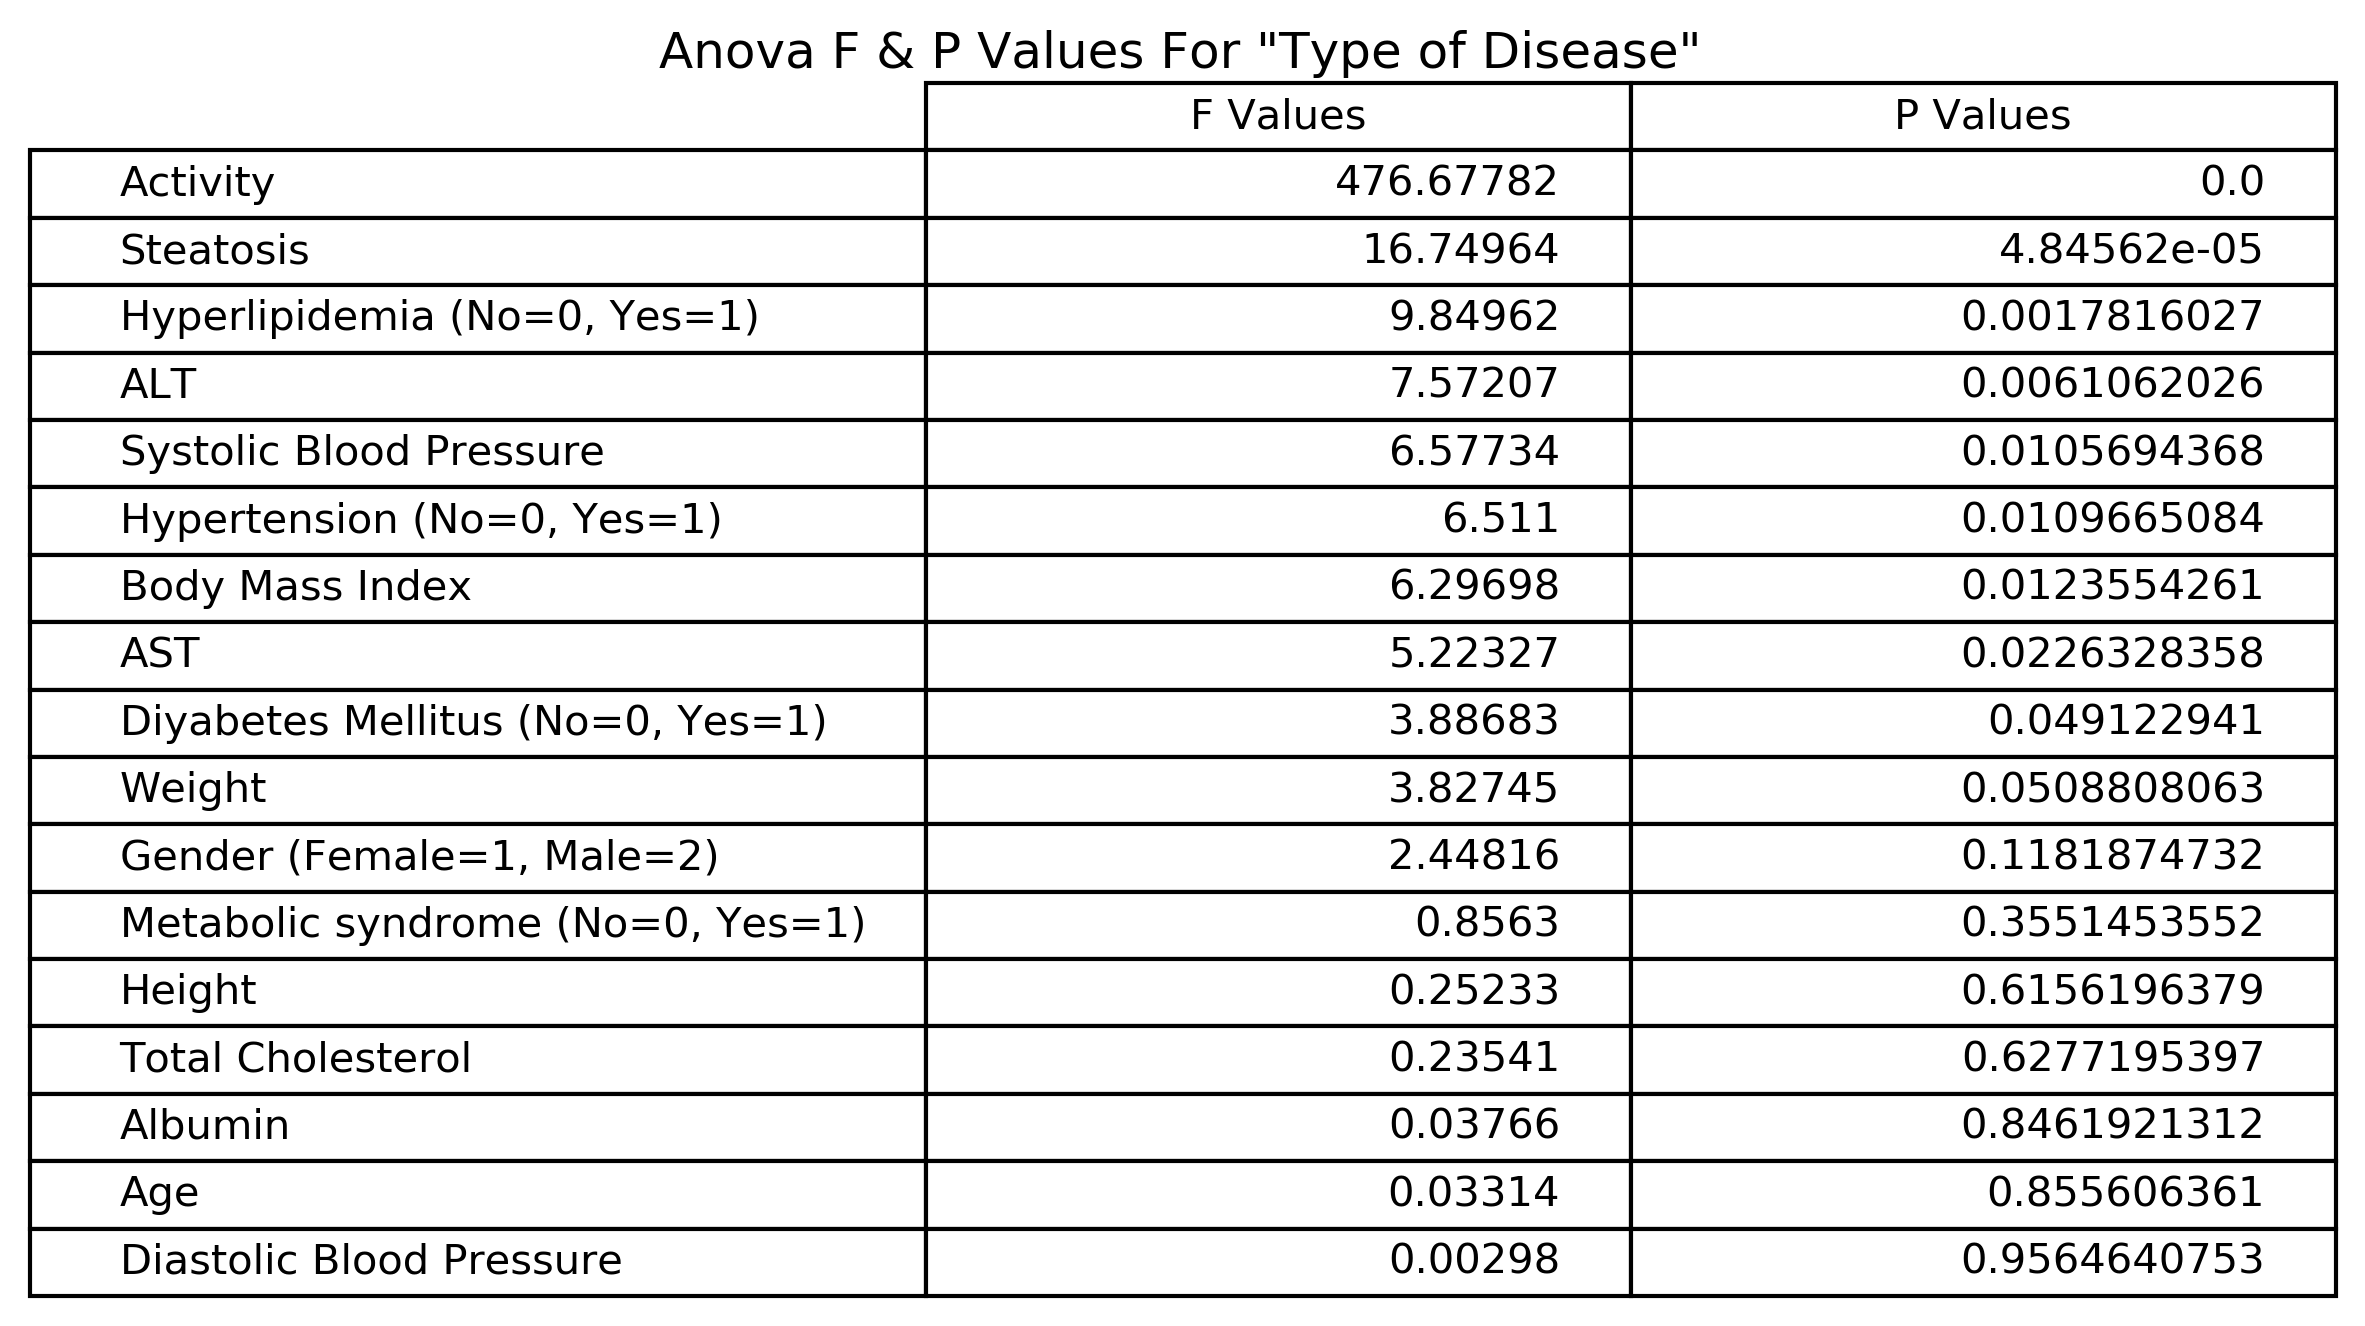 Anova F & P Values For "Type of Disease"
F Values P Values
Activity 476.67782 0.0
Steatosis 16.74964 4.84562e-05
Hyperlipidemia (No=0, Yes=1) 9.84962 0.0017816027
ALT 7.57207 0.0061062026
Systolic Blood Pressure 6.57734 0.0105694368
Hypertension (No=0, Yes=1) 6.511 0.0109665084
Body Mass Index 6.29698 0.0123554261
AST 5.22327 0.0226328358
Diyabetes Mellitus (No=0, Yes=1) 3.88683 0.049122941
Weight 3.82745 0.0508808063
Gender (Female=1, Male=2) 2.44816 0.1181874732
Metabolic syndrome (No=0, Yes=1) 0.8563 0.3551453552
Height 0.25233 0.6156196379
Total Cholesterol 0.23541 0.6277195397
Albumin 0.03766 0.8461921312
Age 0.03314 0.855606361
Diastolic Blood Pressure 0.00298 0.9564640753